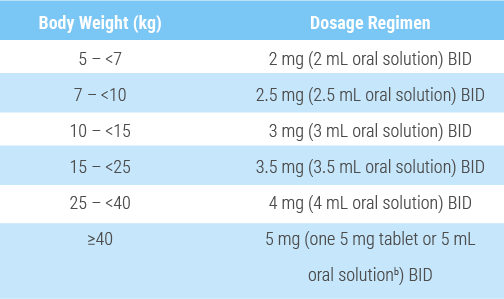 Body Weight (kg) Dosage Regimen
5 – <7 2 mg (2 mL oral solution) BID
7 – <10 2.5 mg (2.5 mL oral solution) BID
10 – <15 3 mg (3 mL oral solution) BID
15 – <25 3.5 mg (3.5 mL oral solution) BID
25 – <40 4 mg (4 mL oral solution) BID
≥40 5 mg (one 5 mg tablet or 5 mL
oral solutionᵇ) BID